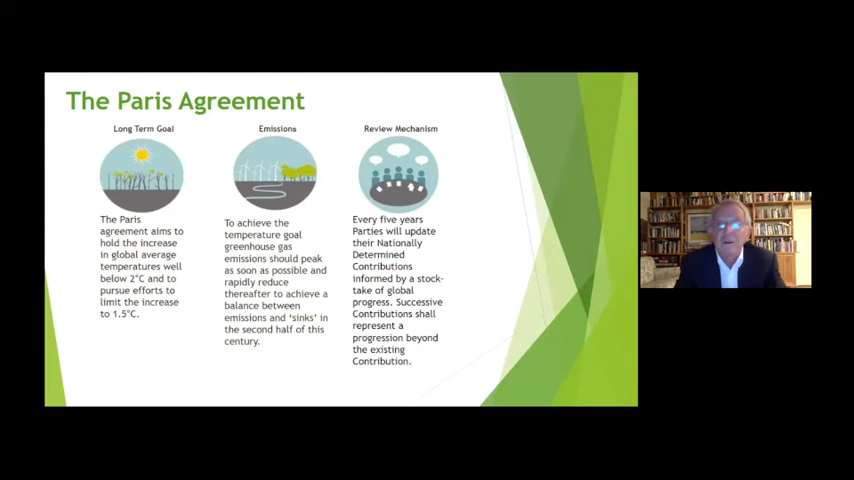 The Paris Agreement
Long Term Goal
The Paris
agreement aims to
hold the increase
in global average
temperatures well
below 2°C and to
pursue efforts to
limit the increase
to 1.5°C.
Emissions
To achieve the
temperature goal
greenhouse gas
emissions should peak
as soon as possible and
rapidly reduce
thereafter to achieve a
balance between
emissions and ‘sinks’ in
the second half of this
century.
Review Mechanism
Every five years
Parties will update
their Nationally
Determined
Contributions
informed by a stock-
take of global
progress. Successive
Contributions shall
represent a
progression beyond
the existing
Contribution.